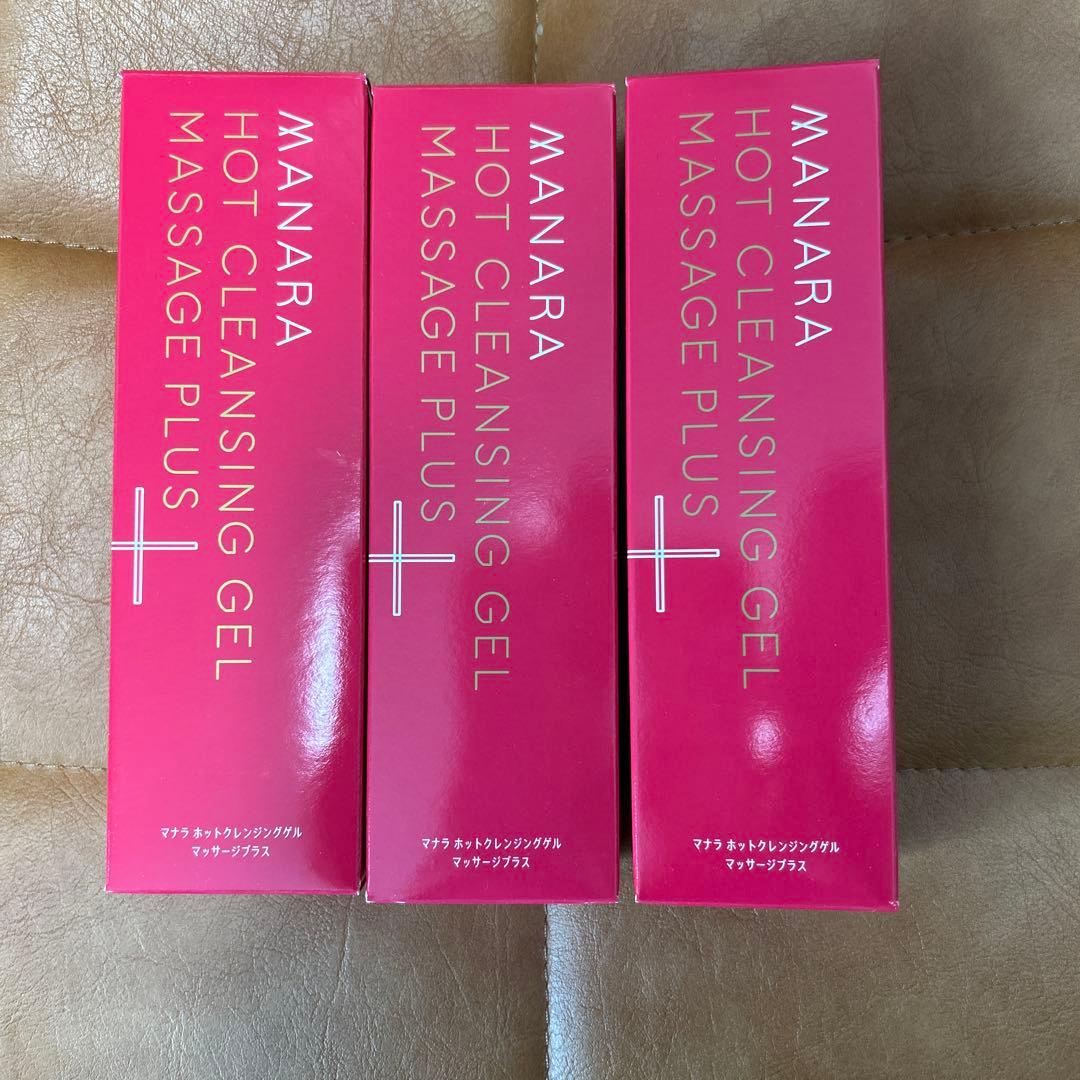 MANARA
HOT CLEANSING GEL
MASSAGE PLUS
マナラ ホットクレンジングゲル
マッサージプラス
MANARA
HOT CLEANSING GEL
MASSAGE PLUS
マナラ ホットクレンジングゲル
マッサージプラス
MANARA
HOT CLEANSING GEL
MASSAGE PLUS
マナラ ホットクレンジングゲル
マッサージプラス